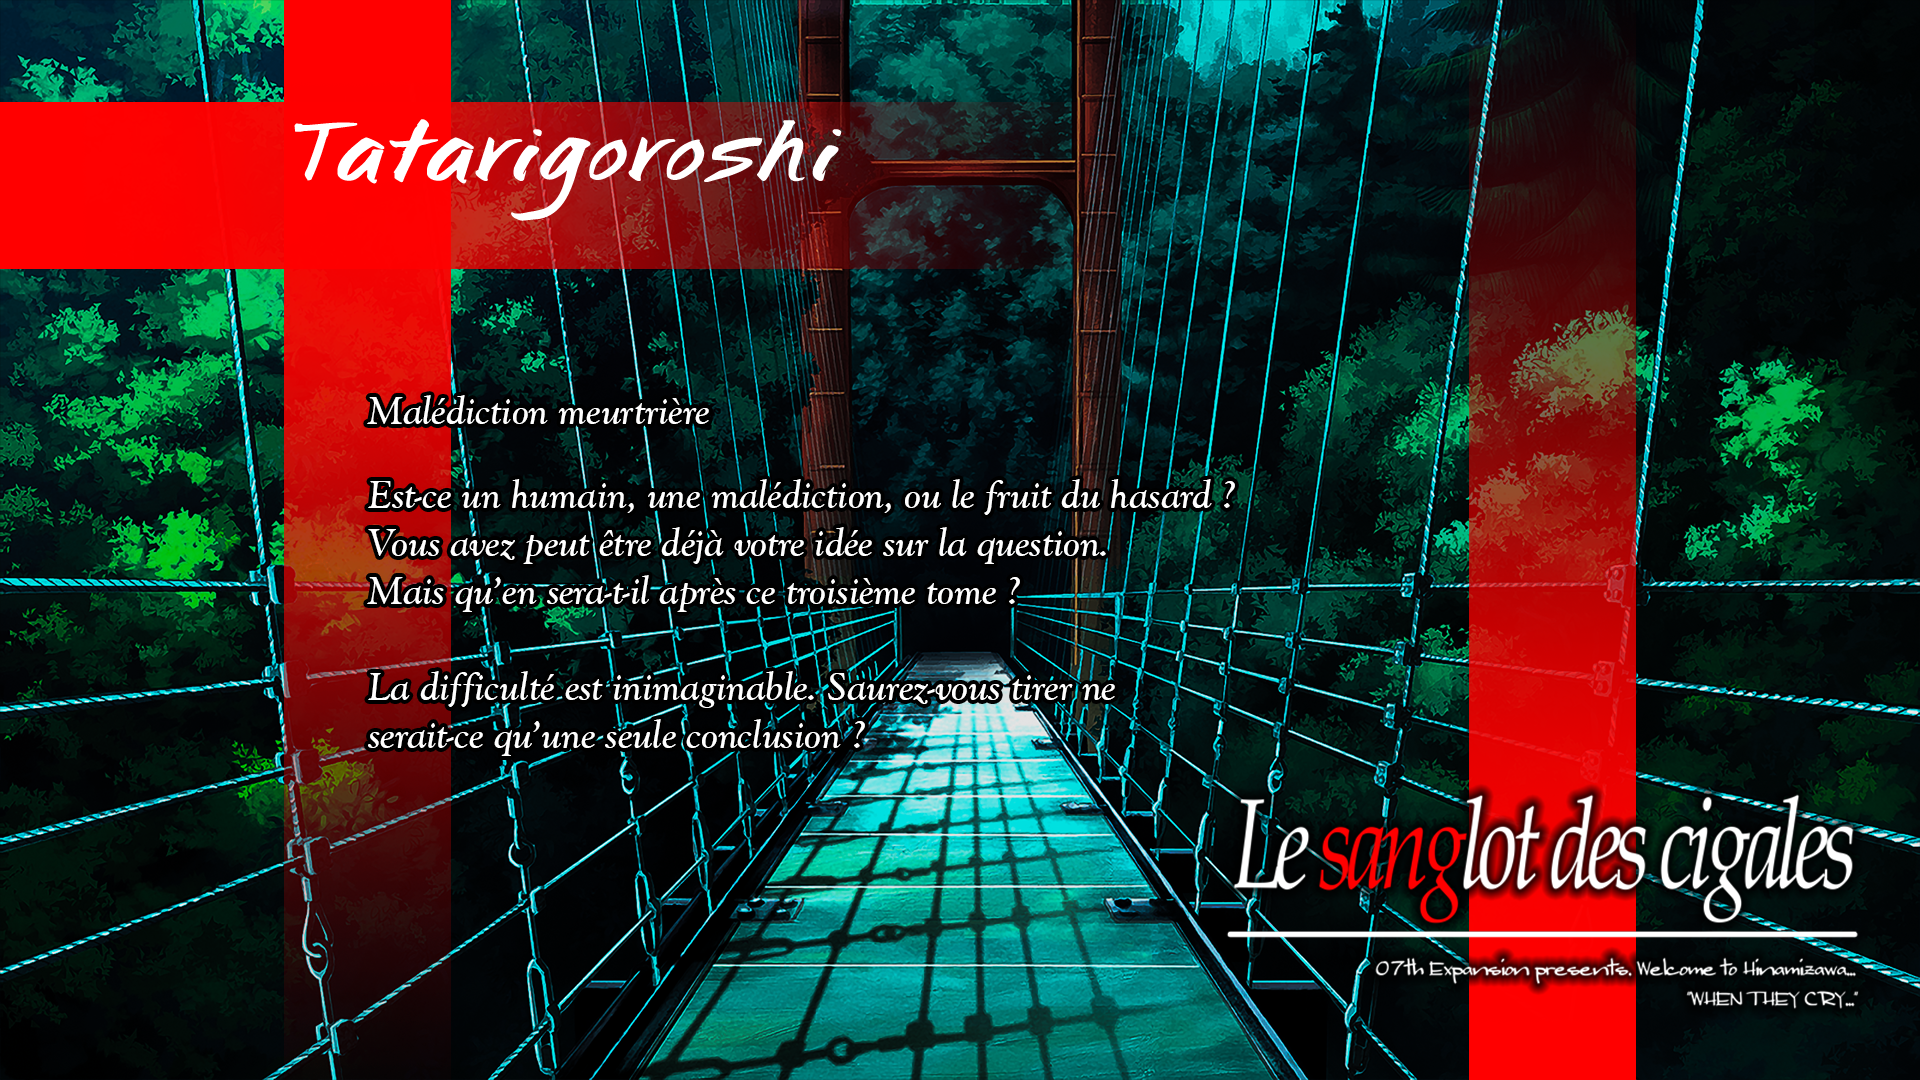 Tatarigoroshi
Malédiction meurtrière
Est-ce un humain, une malédiction, ou le fruit du hasard ?
Vous avez peut être déjà votre idée sur la question.
Mais qu'en sera-t-il après ce troisième tome ?
La difficulté est inimaginable. Saurez-vous tirer ne
serait-ce qu'une seule conclusion ?
Le sanglot des cigales
07th Expansion presents. Welcome to Hinamizawa...
"WHEN THEY CRY..."